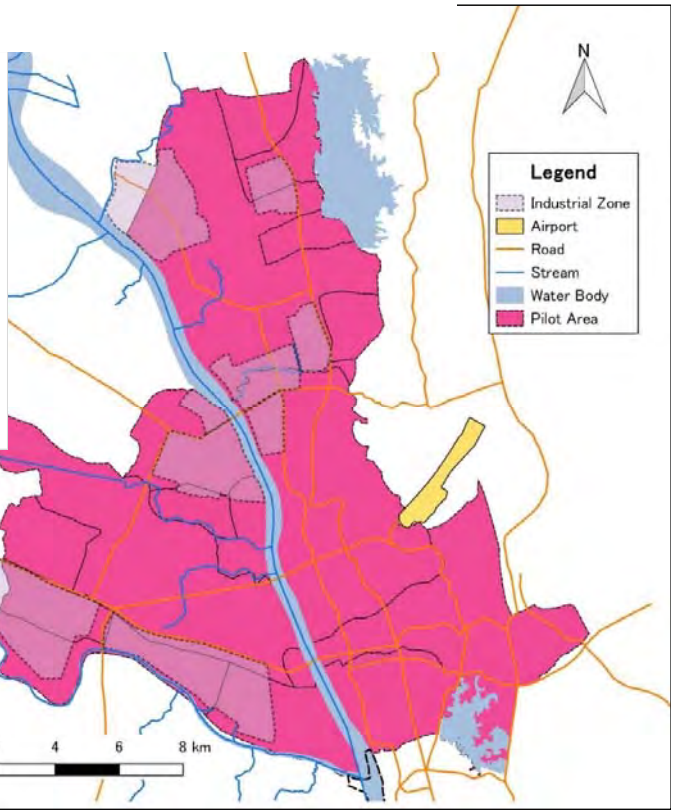 N
Legend
Industrial Zone
Airport
Road
Stream
Water Body
Pilot Area
4 6 8 km